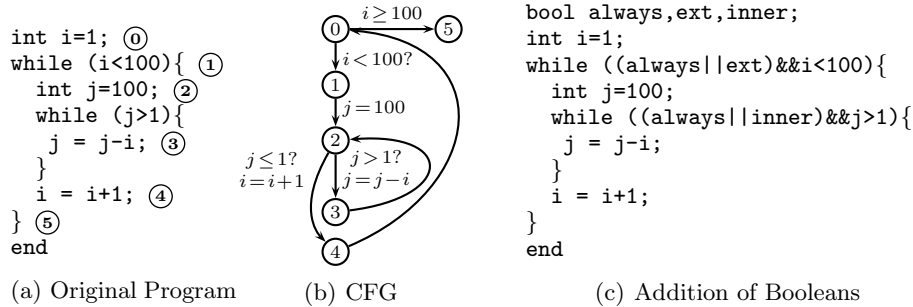 int i=1; ⓪
while (i<100){ ①
int j=100; ②
while (j>1){
j = j-i; ③
}
i = i+1; ④
} ⑤
end
(a) Original Program
i≥100
0
5
i<100?
1
j=100
2
j≤1?
i=i+1
j>1?
j=j−i
3
4
(b) CFG
bool always,ext,inner;
int i=1;
while ((always||ext)&&i<100){
int j=100;
while ((always||inner)&&j>1){
j = j-i;
}
i = i+1;
}
end
(c) Addition of Booleans